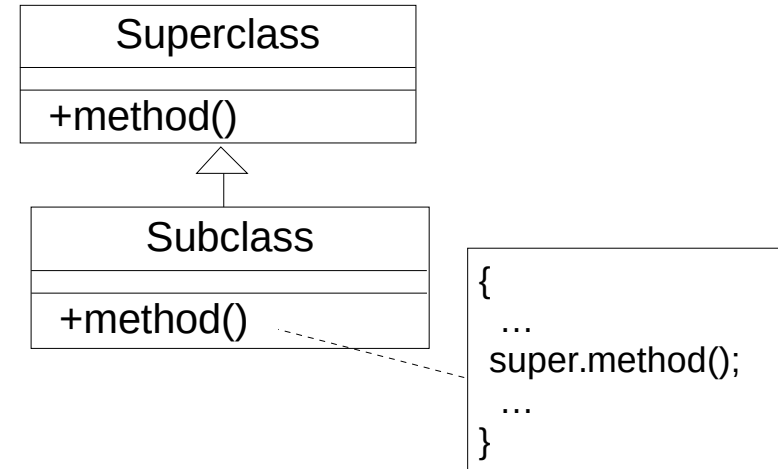 Superclass
+method()
Subclass
+method()
{
…
super.method();
…
}